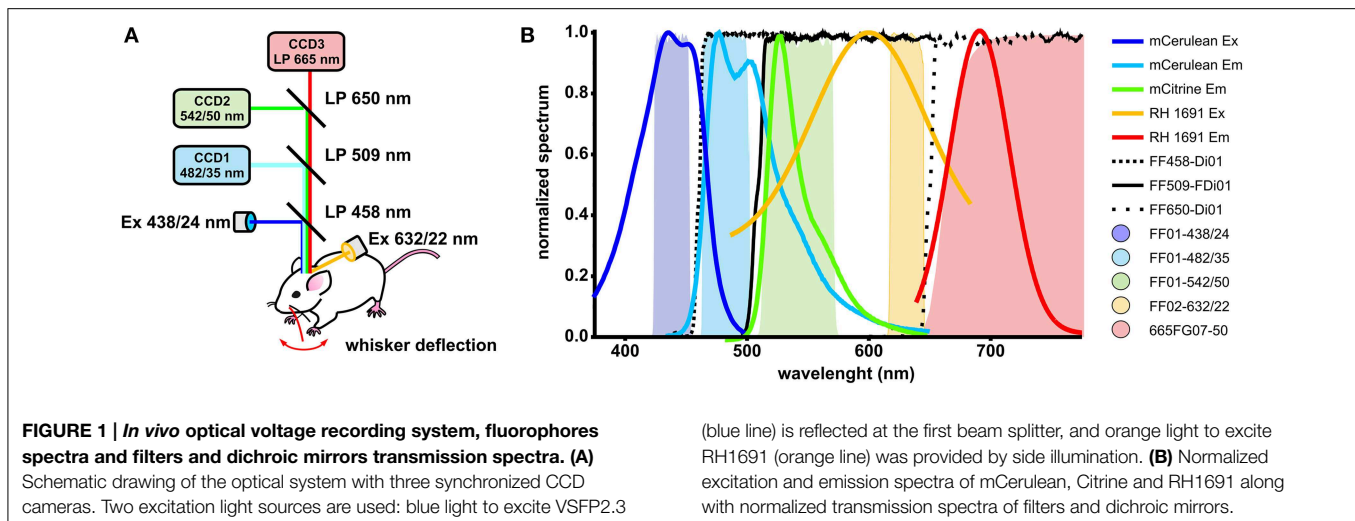 A
CCD3
LP 665 nm
CCD2
542/50 nm
LP 650 nm
CCD1
482/35 nm
LP 509 nm
LP 458 nm
Ex 438/24 nm
Ex 632/22 nm
whisker deflection
B
normalized spectrum
1.0
0.8
0.6
0.4
0.2
0.0
400
500
600
700
wavelenght (nm)
mCerulean Ex
mCerulean Em
mCitrine Em
RH 1691 Ex
RH 1691 Em
FF458-Di01
FF509-FDi01
FF650-Di01
FF01-438/24
FF01-482/35
FF01-542/50
FF02-632/22
665FG07-50
FIGURE 1 | In vivo optical voltage recording system, fluorophores
spectra and filters and dichroic mirrors transmission spectra. (A)
Schematic drawing of the optical system with three synchronized CCD
cameras. Two excitation light sources are used: blue light to excite VSFP2.3
(blue line) is reflected at the first beam splitter, and orange light to excite
RH1691 (orange line) was provided by side illumination. (B) Normalized
excitation and emission spectra of mCerulean, Citrine and RH1691 along
with normalized transmission spectra of filters and dichroic mirrors.